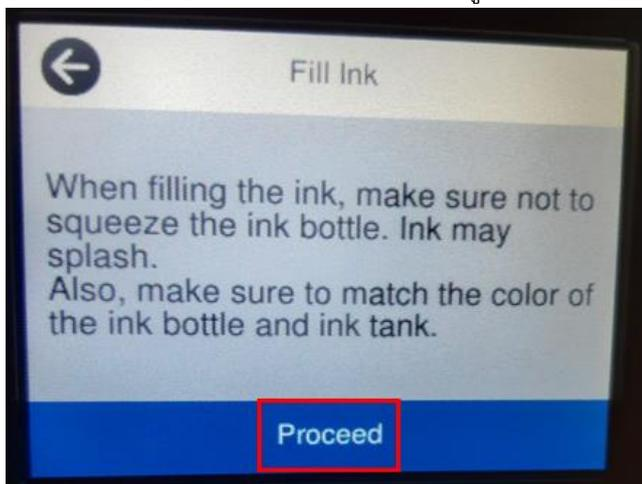 Fill Ink
When filling the ink, make sure not to
squeeze the ink bottle. Ink may
splash.
Also, make sure to match the color of
the ink bottle and ink tank.
Proceed